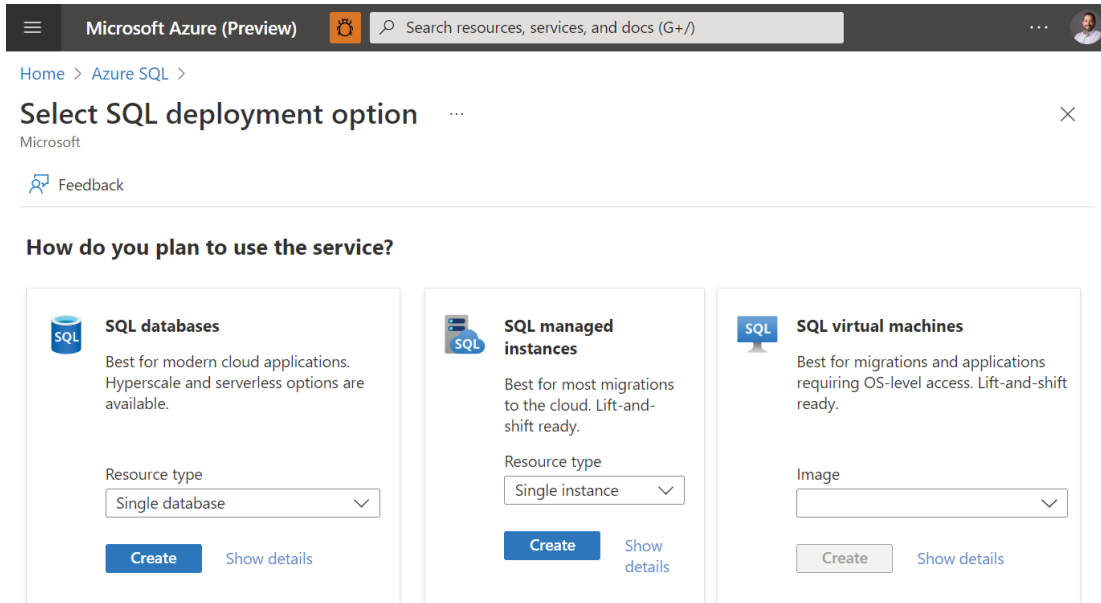 Microsoft Azure (Preview)
Search resources, services, and docs (G+/)
Home > Azure SQL >
Select SQL deployment option
Microsoft
Feedback
How do you plan to use the service?
SQL
SQL databases
Best for modern cloud applications.
Hyperscale and serverless options are
available.
Resource type
Single database
Create
Show details
SQL
SQL managed
instances
Best for most migrations
to the cloud. Lift-and-
shift ready.
Resource type
Single instance
Create
Show
details
SQL
SQL virtual machines
Best for migrations and applications
requiring OS-level access. Lift-and-shift
ready.
Image
Create
Show details